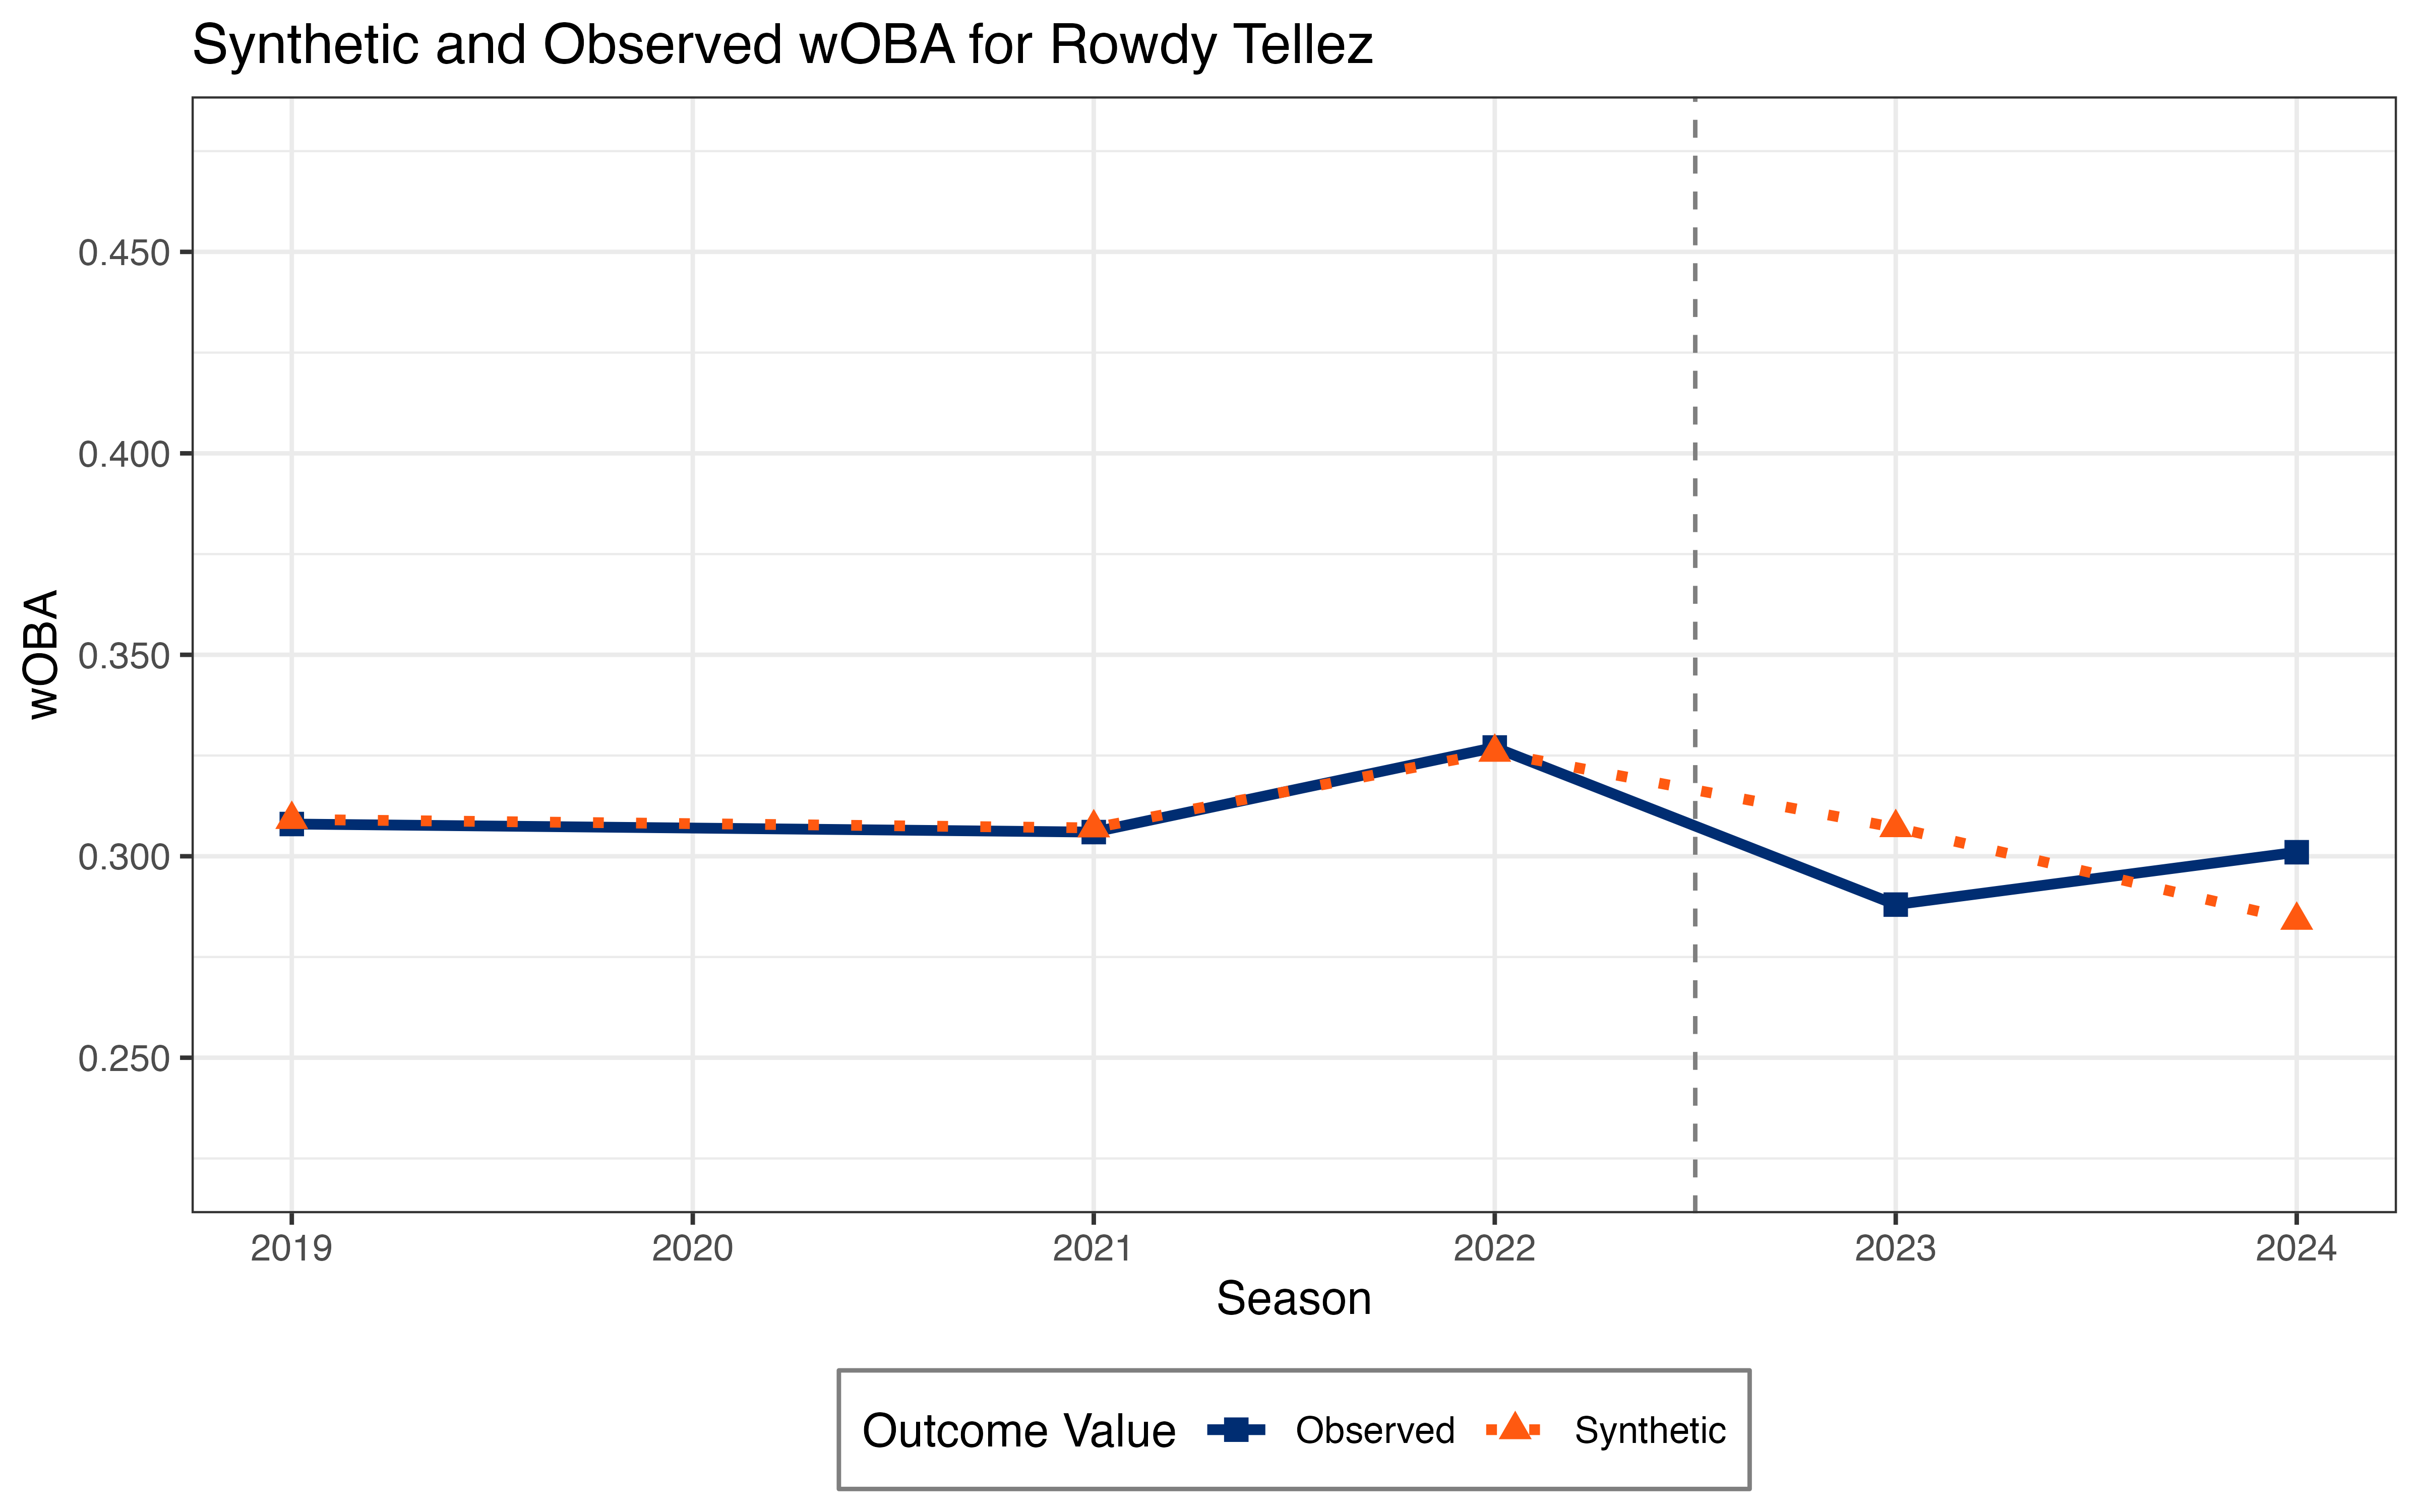 Synthetic and Observed wOBA for Rowdy Tellez
wOBA
0.450
0.400
0.350
0.300
0.250
2019 2020 2021 2022 2023 2024
Season
Outcome Value Observed Synthetic